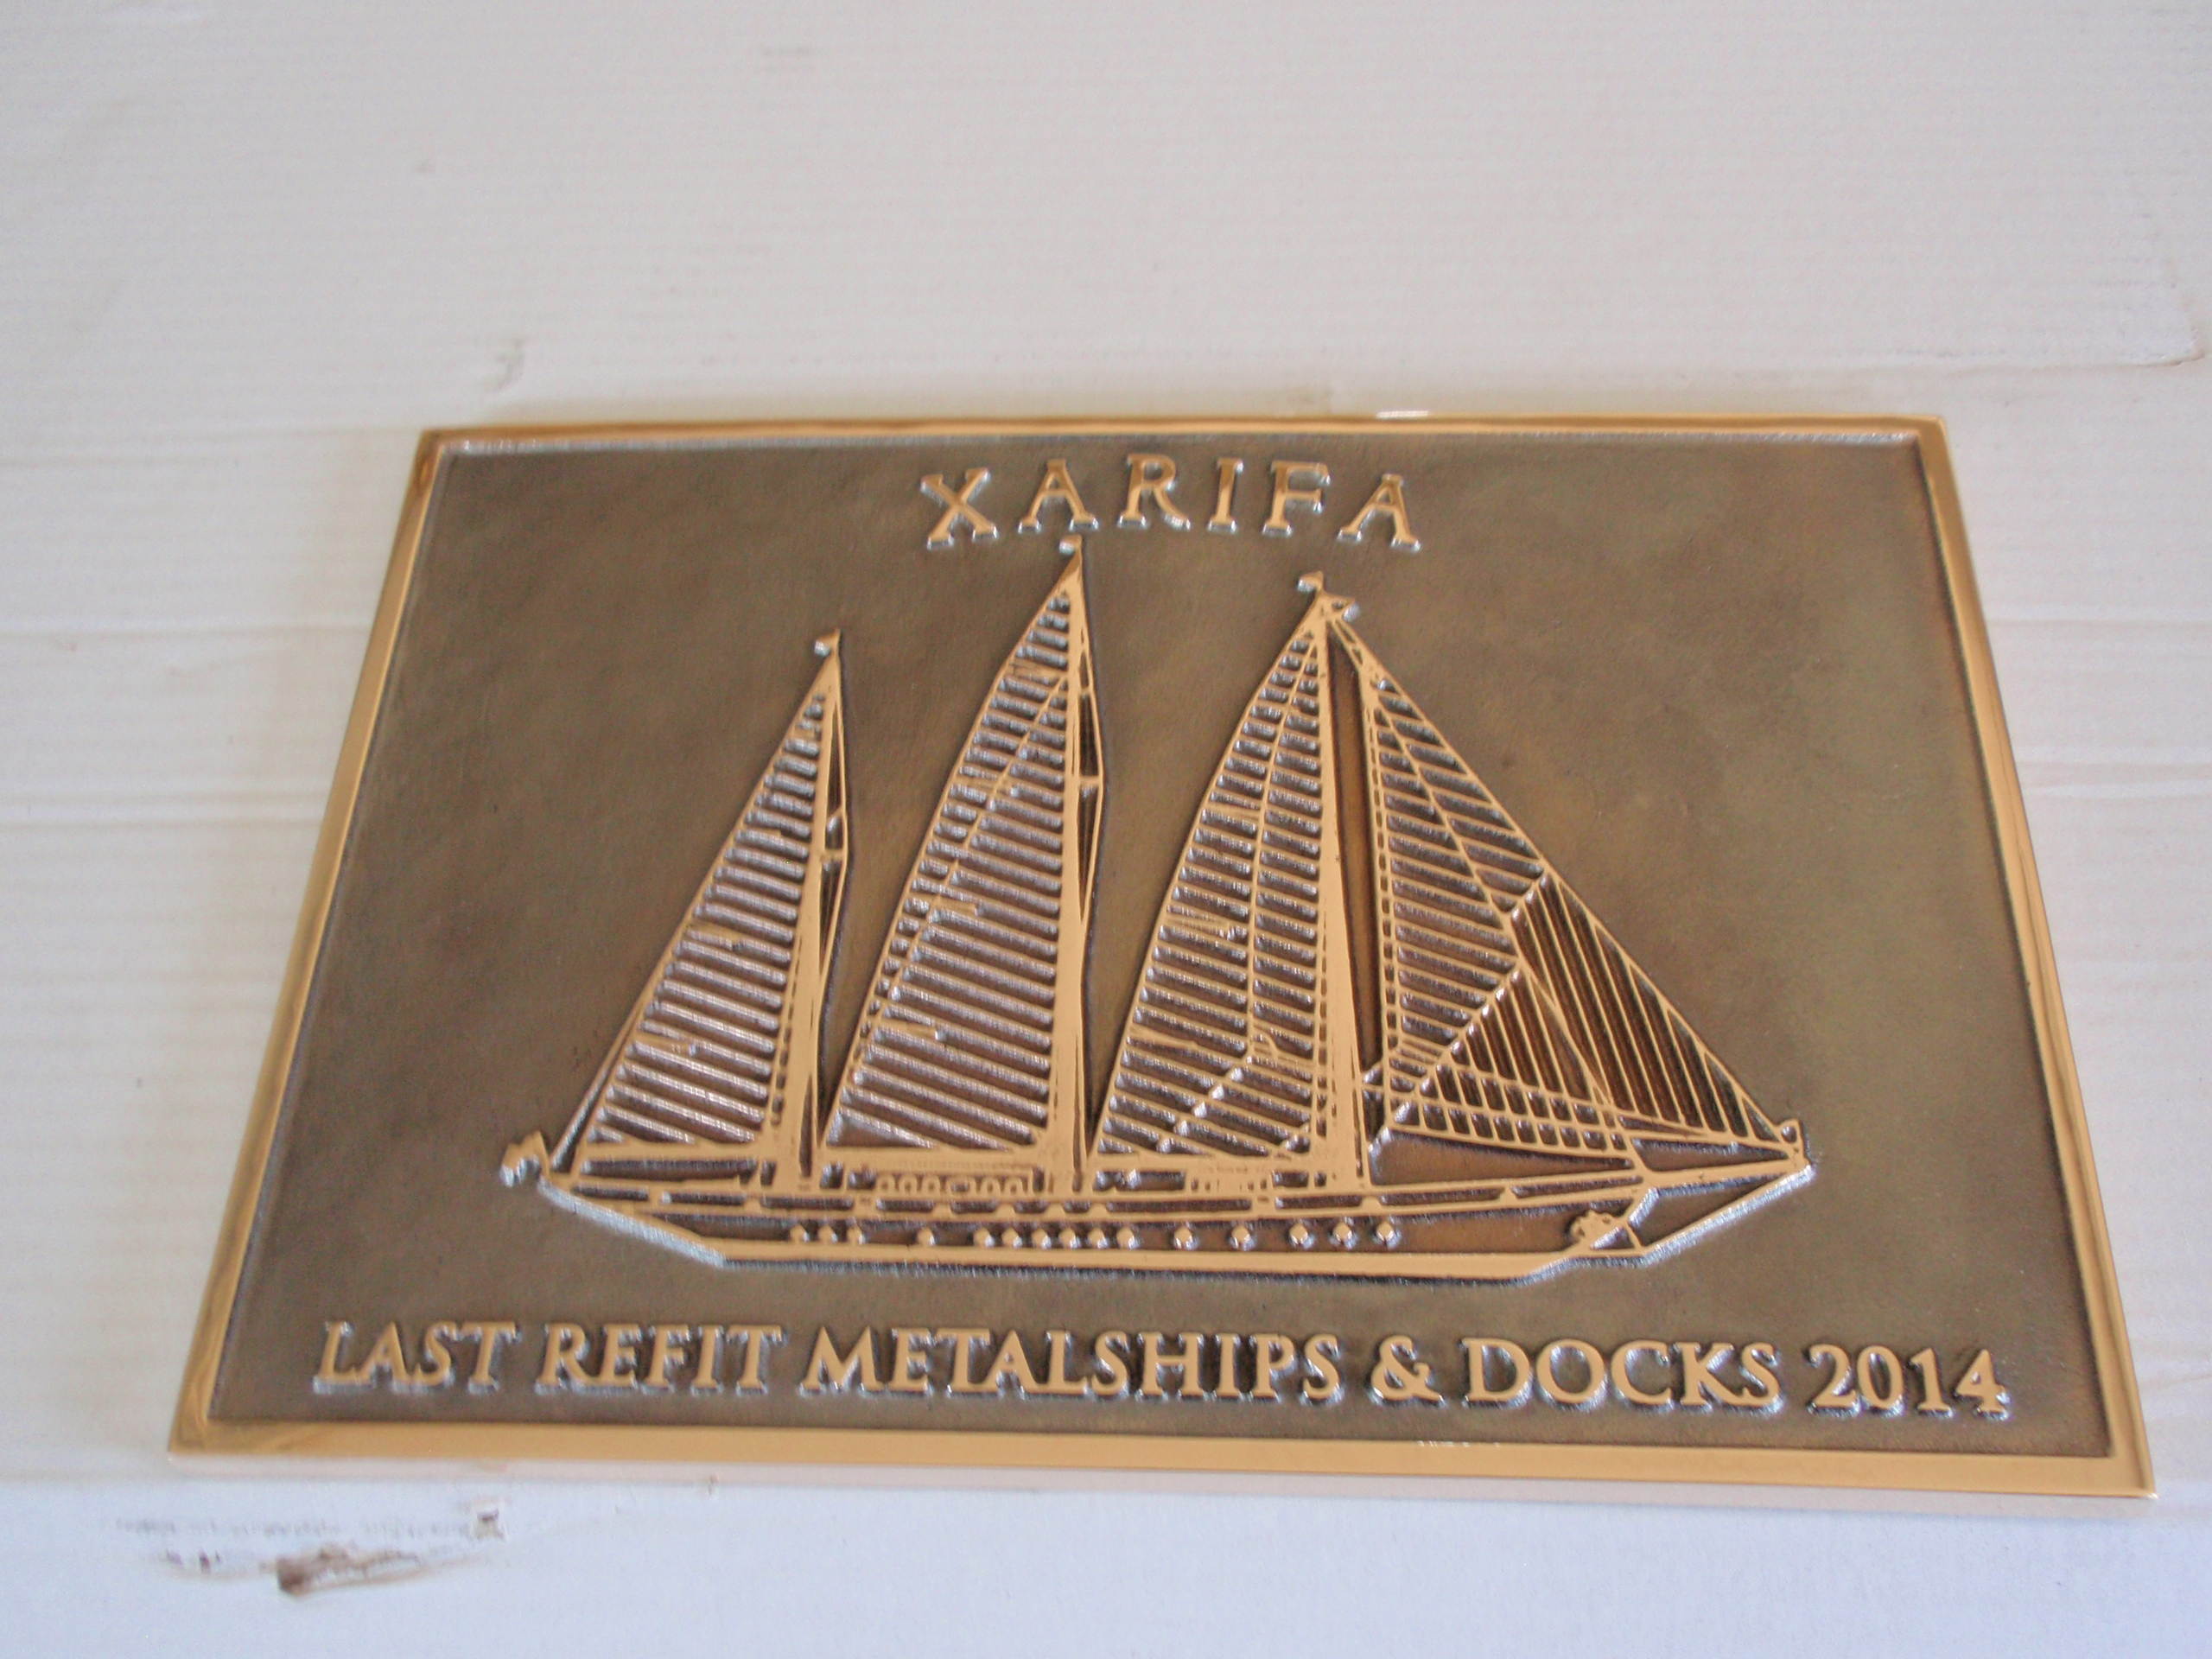 XARIFA
LAST REFIT METALSHIPS & DOCKS 2014